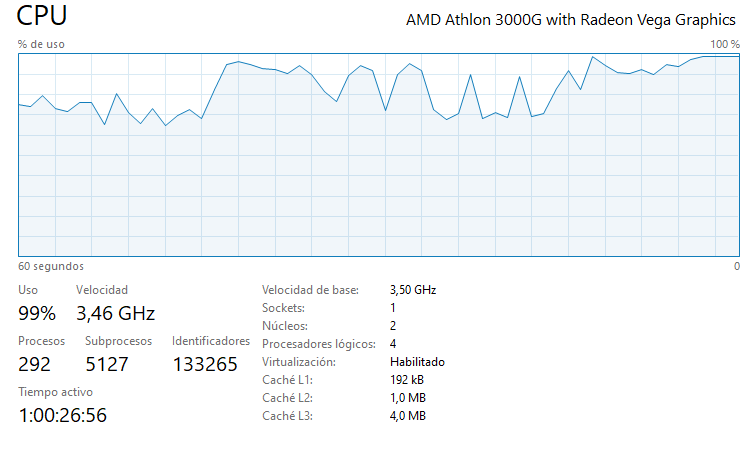 CPU
AMD Athlon 3000G with Radeon Vega Graphics
% de uso
100 %
60 segundos
0
Uso
Velocidad
99%
3,46 GHz
Procesos
Subprocesos
Identificadores
292
5127
133265
Tiempo activo
1:00:26:56
Velocidad de base: 3,50 GHz
Sockets: 1
Núcleos: 2
Procesadores lógicos: 4
Virtualización: Habilitado
Caché L1: 192 kB
Caché L2: 1,0 MB
Caché L3: 4,0 MB